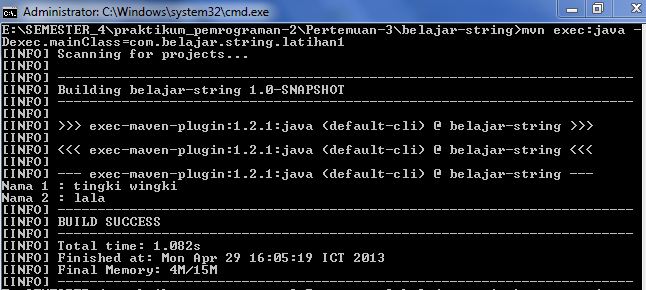 Administrator: C:\Windows\system32\cmd.exe
E:\SEMESTER_4\praktikum_pemrograman-2\Pertemuan-3\belajar-string>mvn exec:java -
Dexec.mainClass=com.belajar.string.latihan1
[INFO] Scanning for projects...
[INFO]
[INFO] ------------------------------------------------------------------------
[INFO] Building belajar-string 1.0-SNAPSHOT
[INFO] ------------------------------------------------------------------------
[INFO]
[INFO] >>> exec-maven-plugin:1.2.1:java (default-cli) @ belajar-string >>>
[INFO]
[INFO] <<< exec-maven-plugin:1.2.1:java (default-cli) @ belajar-string <<<
[INFO]
[INFO] --- exec-maven-plugin:1.2.1:java (default-cli) @ belajar-string ---
Nama 1 : tingki wingki
Nama 2 : lala
[INFO] ------------------------------------------------------------------------
[INFO] BUILD SUCCESS
[INFO] ------------------------------------------------------------------------
[INFO] Total time: 1.082s
[INFO] Finished at: Mon Apr 29 16:05:19 ICT 2013
[INFO] Final Memory: 4M/15M
[INFO] ------------------------------------------------------------------------